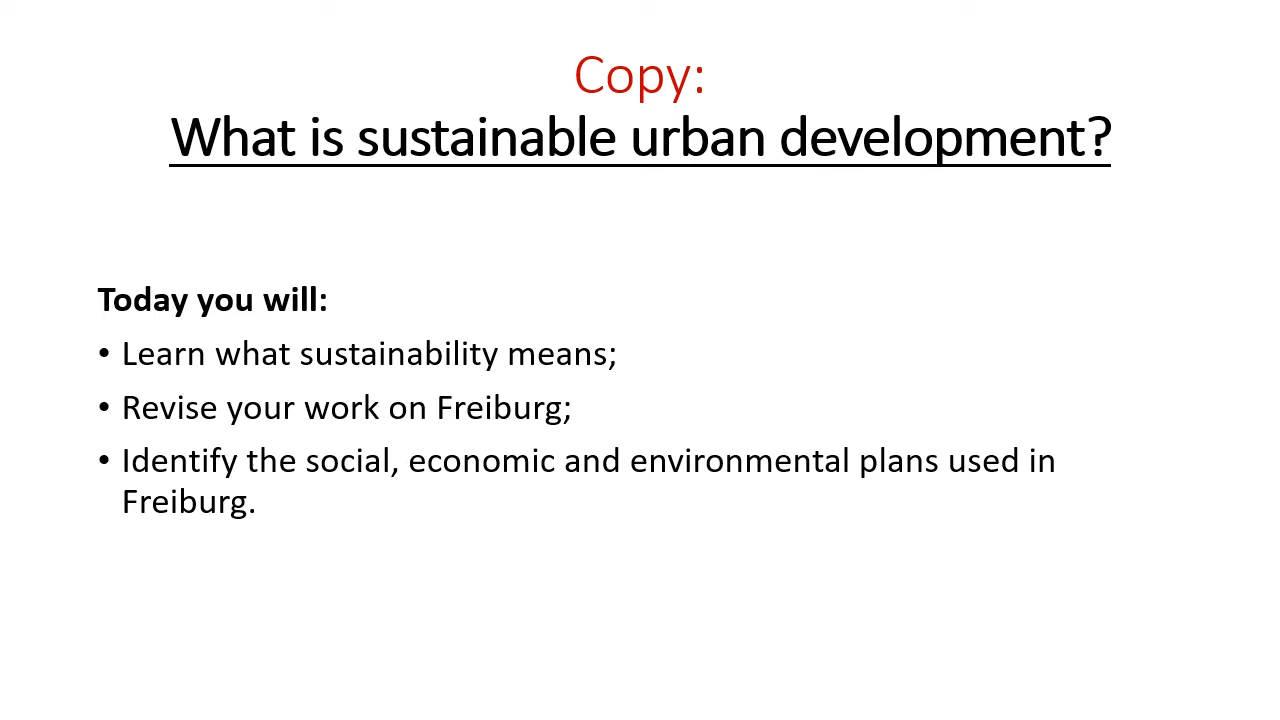 Copy:
What is sustainable urban development?
Today you will:
• Learn what sustainability means;
• Revise your work on Freiburg;
• Identify the social, economic and environmental plans used in
Freiburg.